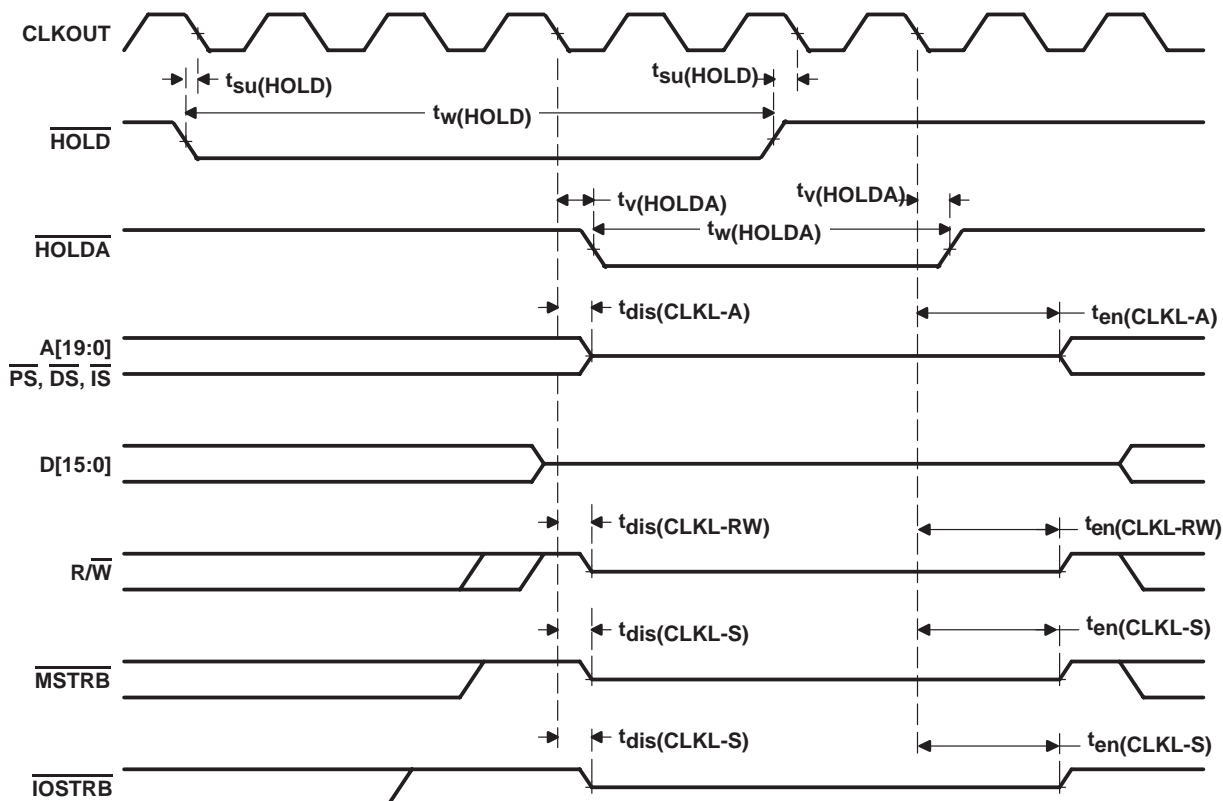 CLKOUT
tsu(HOLD)
tsu(HOLD)
tw(HOLD)
HOLD
tv(HOLDA)
tv(HOLDA)
tw(HOLDA)
HOLDA
tdis(CLKL-A)
ten(CLKL-A)
A[19:0]
PS, DS, IS
D[15:0]
tdis(CLKL-RW)
ten(CLKL-RW)
R/W
tdis(CLKL-S)
ten(CLKL-S)
MSTRB
tdis(CLKL-S)
ten(CLKL-S)
IOSTRB